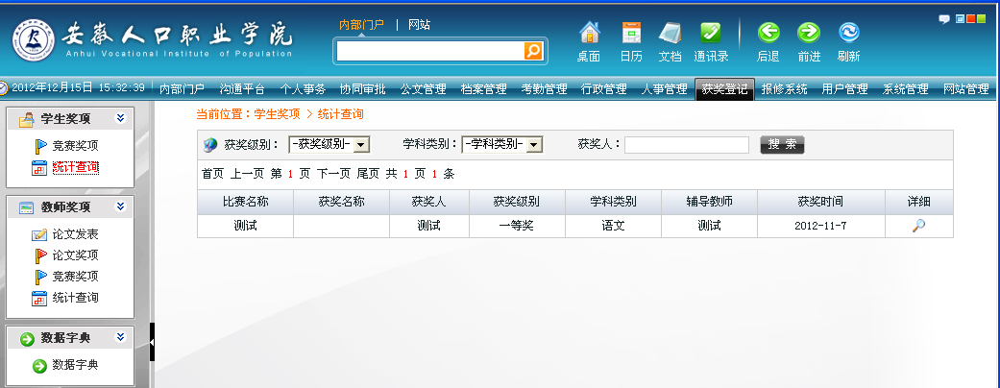 安徽人口职业学院
Anhui Vocational Institute of Population
内部门户 | 网站
桌面 日历 文档 通讯录 后退 前进 刷新
2012年12月15日 15:32:39 内部门户 沟通平台 个人事务 协同审批 公文管理 档案管理 考勤管理 行政管理 人事管理 获奖登记 报修系统 用户管理 系统管理 网站管理
学生奖项
竞赛奖项
统计查询
教师奖项
论文发表
论文奖项
竞赛奖项
统计查询
数据字典
数据字典
当前位置：学生奖项 > 统计查询
获奖级别： -获奖级别- 学科类别： -学科类别- 获奖人： 搜 索
首页 上一页 第 1 页 下一页 尾页 共 1 页 1 条
比赛名称 获奖名称 获奖人 获奖级别 学科类别 辅导教师 获奖时间 详细
测试 测试 一等奖 语文 测试 2012-11-7